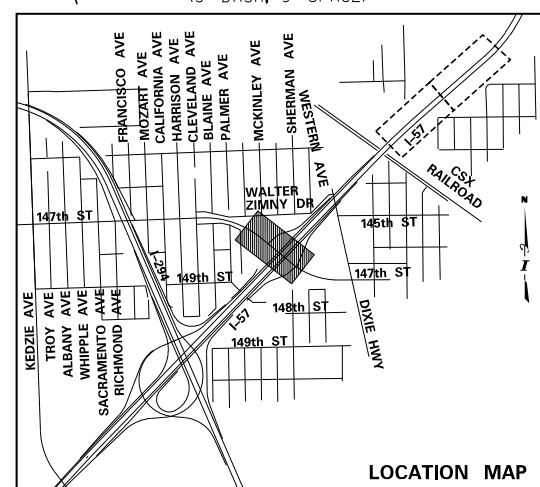 FRANCISCO AVE
MOZART AVE
CALIFORNIA AVE
HARRISON AVE
CLEVELAND AVE
BLAINE AVE
PALMER AVE
McKINLEY AVE
SHERMAN AVE
WESTERN AVE
I-57
CSX
RAILROAD
WALTER
ZIMNY DR
147th ST
145th ST
N
I-294
149th ST
147th ST
I-57
148th ST
149th ST
DIXIE HWY
KEDZIE AVE
TROY AVE
ALBANY AVE
WHIPPLE AVE
SACRAMENTO AVE
RICHMOND AVE
LOCATION MAP